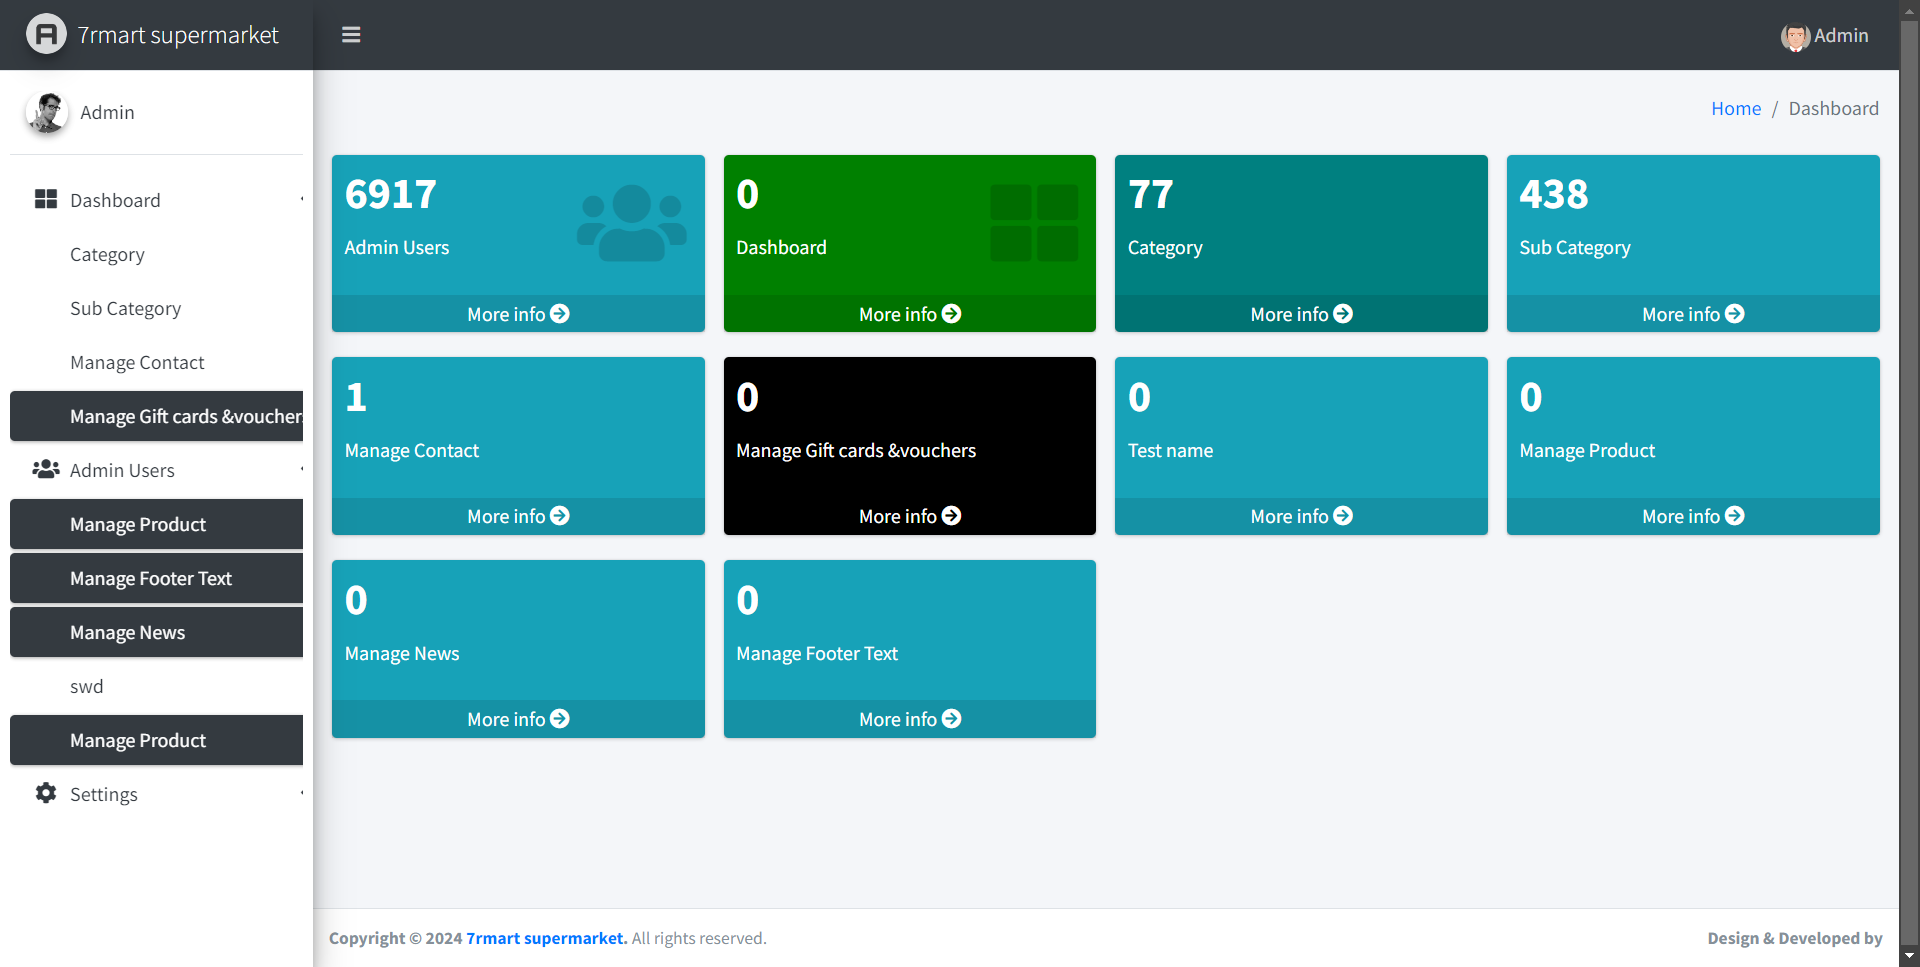 7rmart supermarket
Admin
Admin
Home / Dashboard
Dashboard
Category
Sub Category
Manage Contact
Manage Gift cards &vouchers
Admin Users
Manage Product
Manage Footer Text
Manage News
swd
Manage Product
Settings
6917
Admin Users
More info
0
Dashboard
More info
77
Category
More info
438
Sub Category
More info
1
Manage Contact
More info
0
Manage Gift cards &vouchers
More info
0
Test name
More info
0
Manage Product
More info
0
Manage News
More info
0
Manage Footer Text
More info
Copyright © 2024 7rmart supermarket. All rights reserved.
Design & Developed by